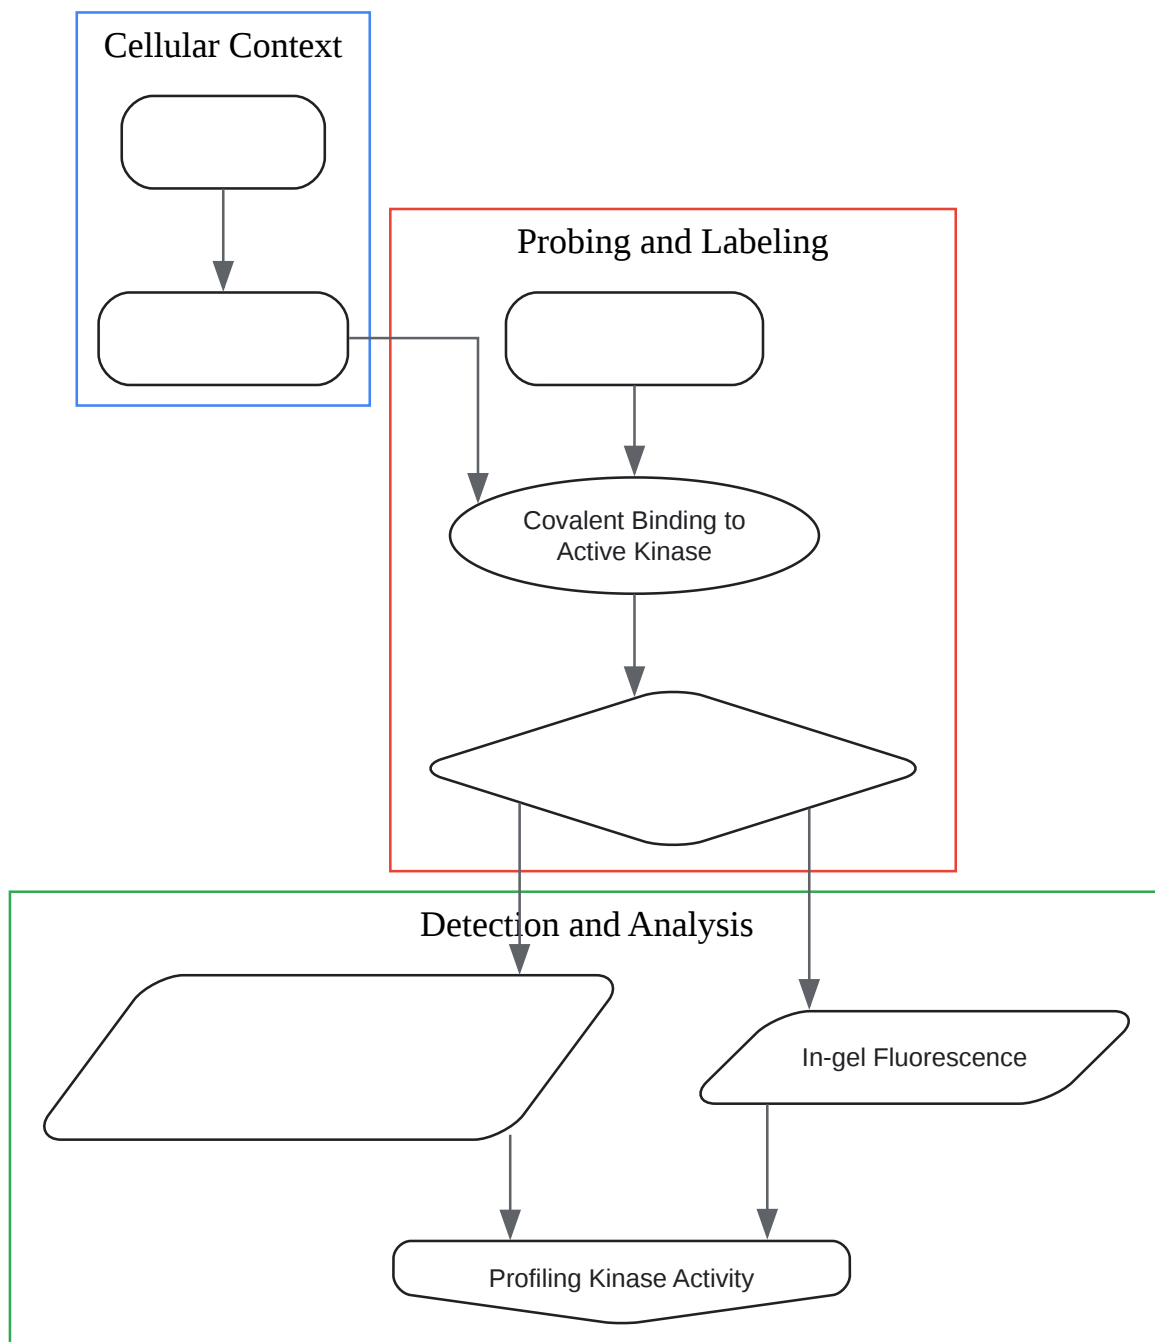 Cellular Context
Probing and Labeling
Covalent Binding to
Active Kinase
Detection and Analysis
In-gel Fluorescence
Profiling Kinase Activity